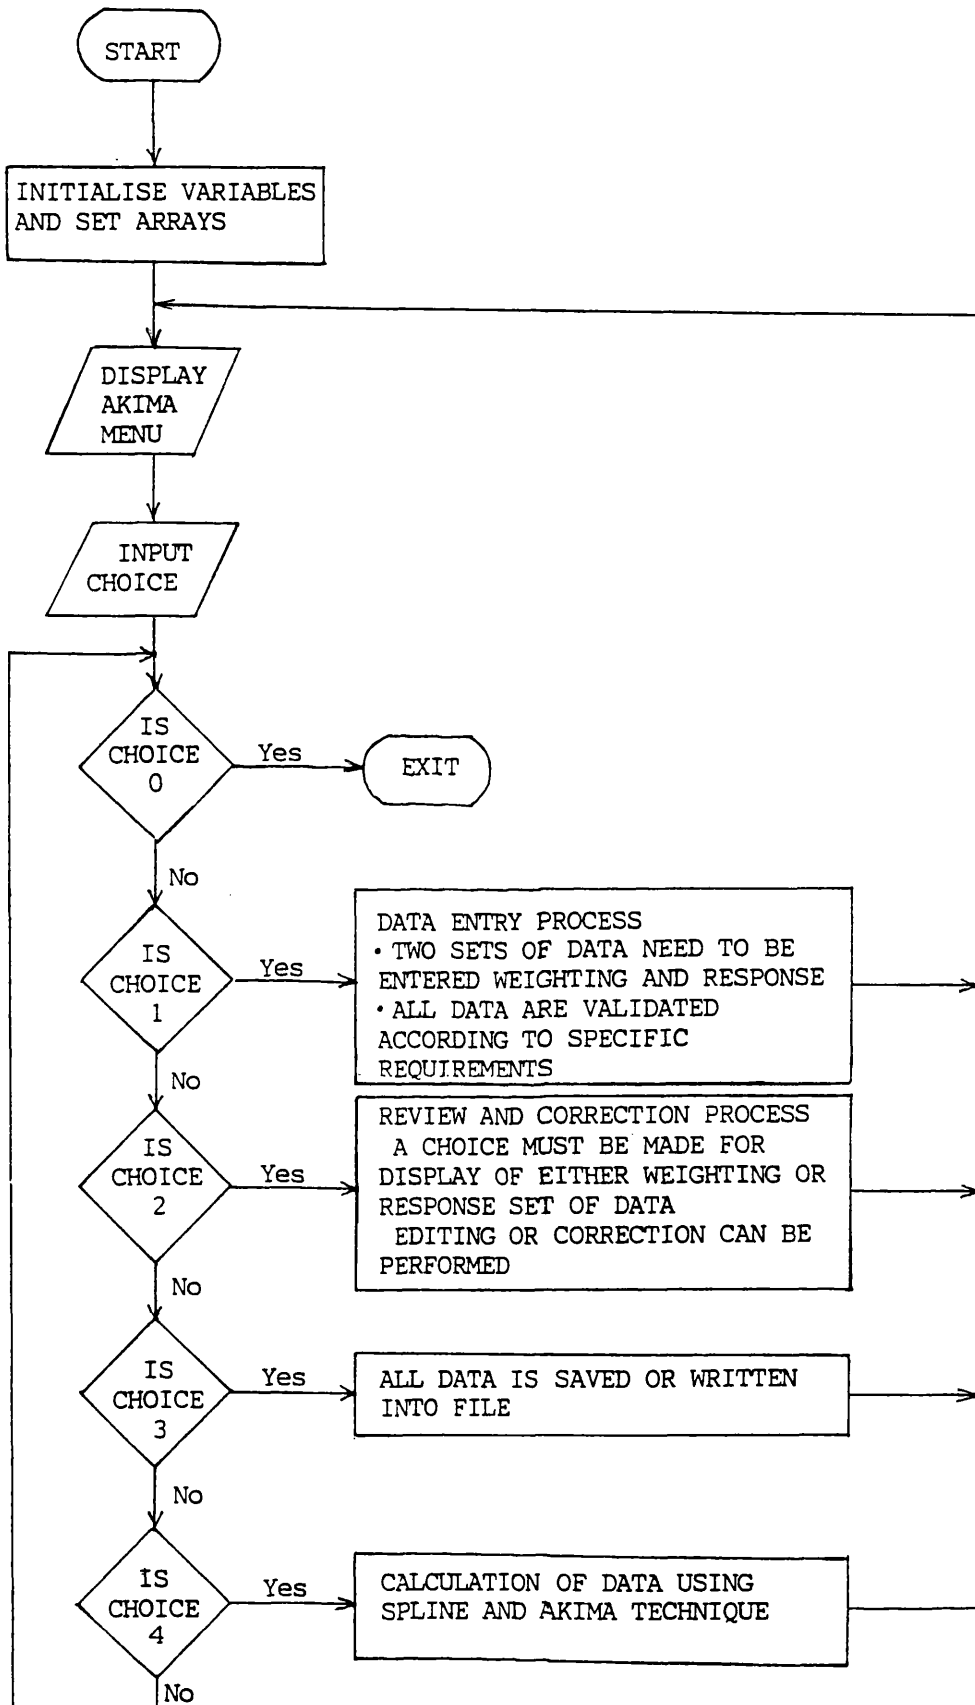 START
INITIALISE VARIABLES
AND SET ARRAYS
DISPLAY
AKIMA
MENU
INPUT
CHOICE
IS
CHOICE
0
Yes
EXIT
No
IS
CHOICE
1
Yes
DATA ENTRY PROCESS
• TWO SETS OF DATA NEED TO BE
ENTERED WEIGHTING AND RESPONSE
• ALL DATA ARE VALIDATED
ACCORDING TO SPECIFIC
REQUIREMENTS
No
IS
CHOICE
2
Yes
REVIEW AND CORRECTION PROCESS
A CHOICE MUST BE MADE FOR
DISPLAY OF EITHER WEIGHTING OR
RESPONSE SET OF DATA
EDITING OR CORRECTION CAN BE
PERFORMED
No
IS
CHOICE
3
Yes
ALL DATA IS SAVED OR WRITTEN
INTO FILE
No
IS
CHOICE
4
Yes
CALCULATION OF DATA USING
SPLINE AND AKIMA TECHNIQUE
No